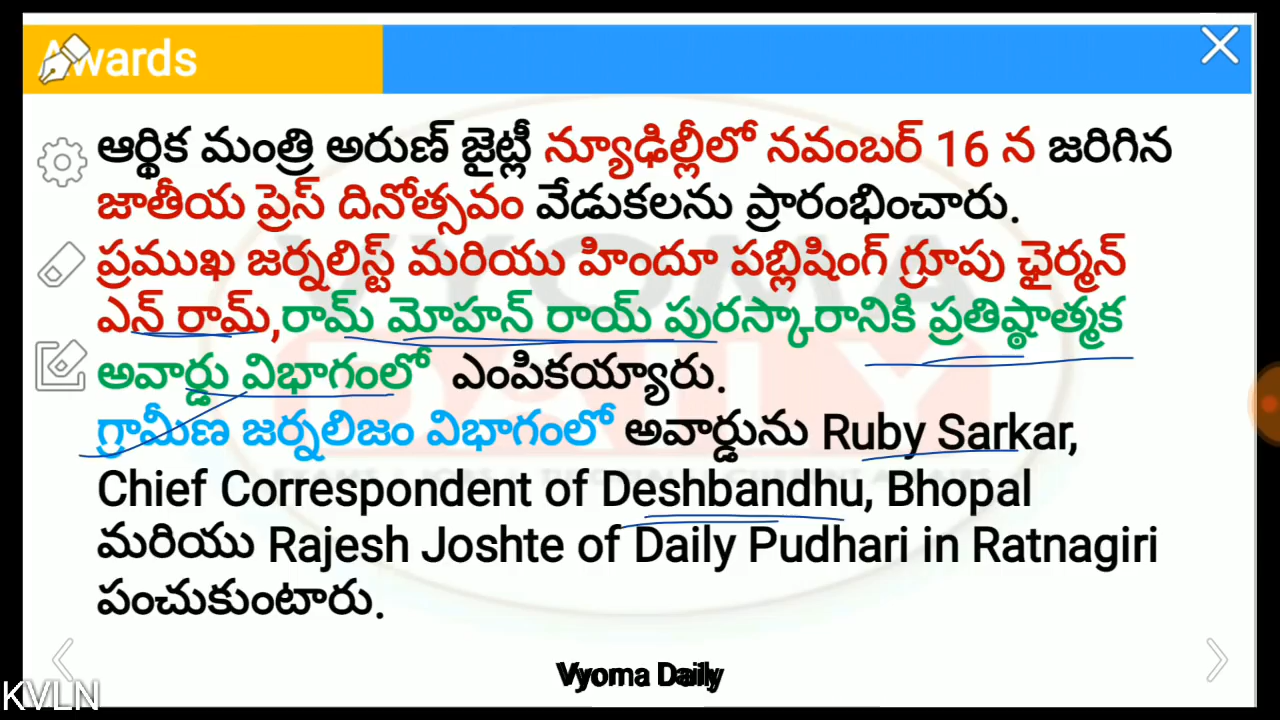 Awards
ఆర్థిక మంత్రి అరుణ్ జైట్లీ న్యూఢిల్లీలో నవంబర్ 16 న జరిగిన
జాతీయ ప్రెస్ దినోత్సవం వేడుకలను ప్రారంభించారు.
ప్రముఖ జర్నలిస్ట్ మరియు హిందూ పబ్లిషింగ్ గ్రూపు ఛైర్మన్
ఎన్ రామ్,రామ్ మోహన్ రాయ్ పురస్కారానికి ప్రతిష్ఠాత్మక
అవార్డు విభాగంలో ఎంపికయ్యారు.
గ్రామీణ జర్నలిజం విభాగంలో అవార్డును Ruby Sarkar,
Chief Correspondent of Deshbandhu, Bhopal
మరియు Rajesh Joshte of Daily Pudhari in Ratnagiri
పంచుకుంటారు.
Vyoma Daily
KVLN